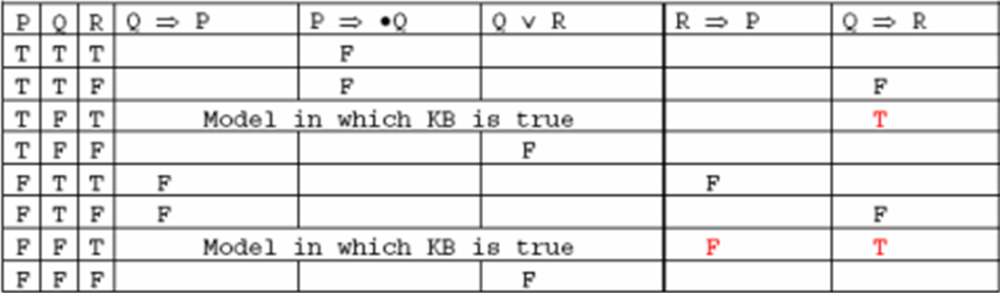 P Q R Q ⇒ P P ⇒ •Q Q ∨ R R ⇒ P Q ⇒ R
T T T F
T T F F F
T F T Model in which KB is true T
T F F F
F T T F F
F T F F F
F F T Model in which KB is true F T
F F F F